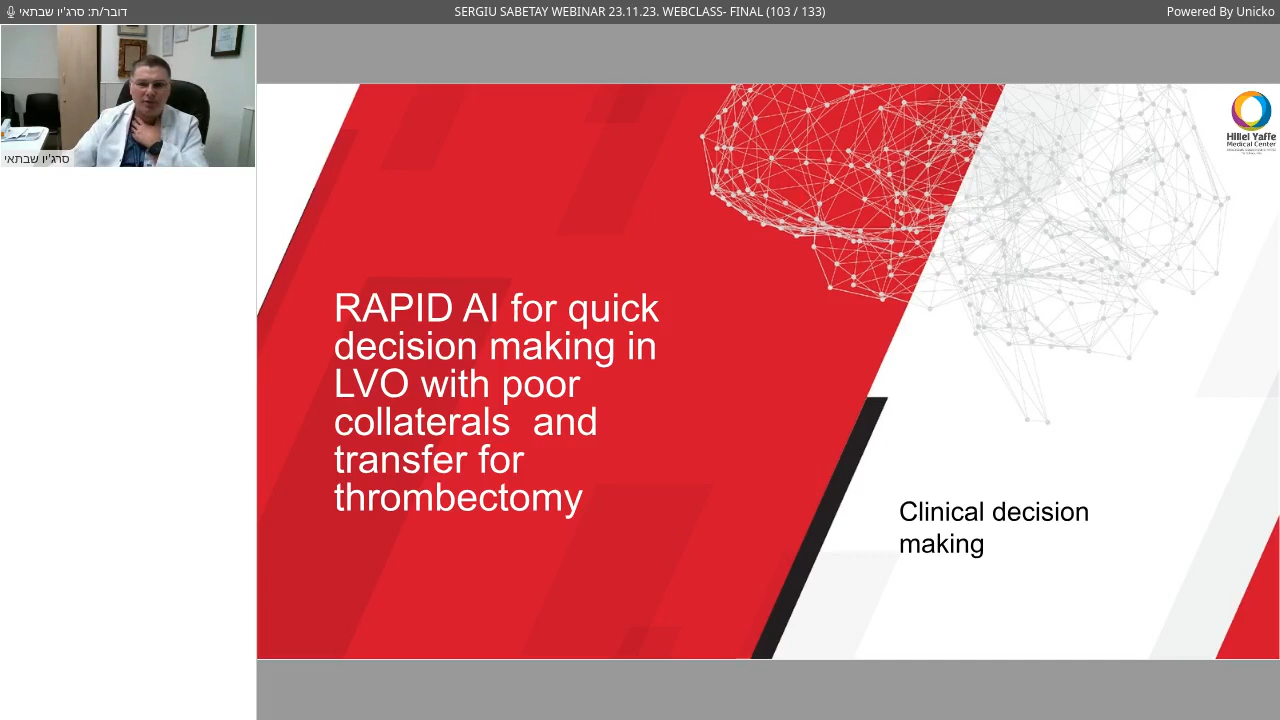 דובר/ת: סרג'יו שבתאי
SERGIU SABETAY WEBINAR 23.11.23. WEBCLASS- FINAL (103 / 133)
Powered By Unicko
סרג'יו שבתאי
Hillel Yaffe
Medical Center
RAPID AI for quick
decision making in
LVO with poor
collaterals and
transfer for
thrombectomy
Clinical decision
making